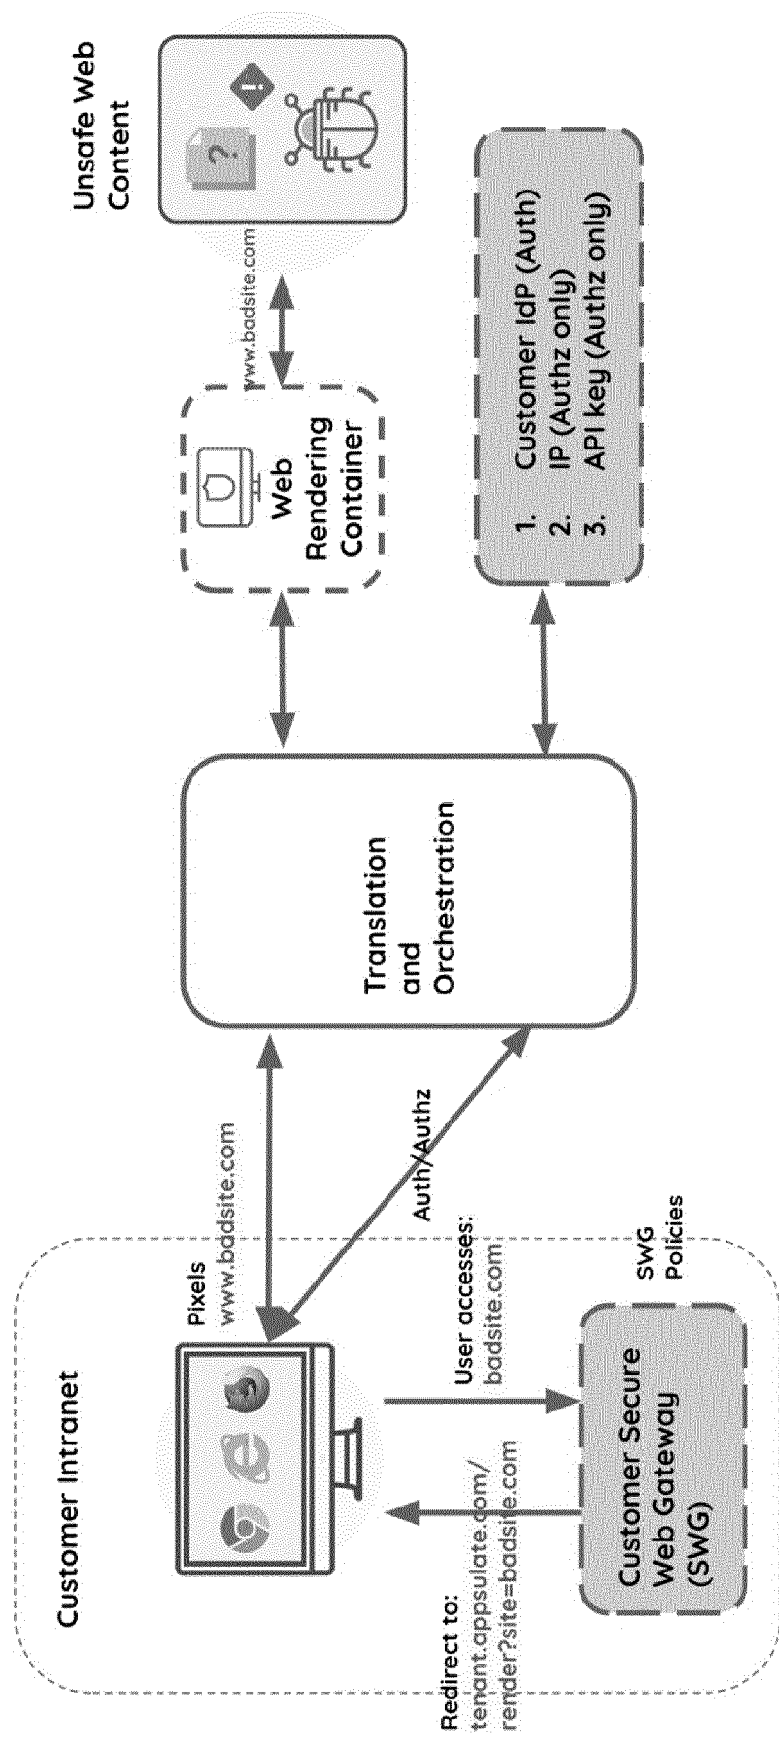 Customer Intranet
Pixels
www.badsite.com
Auth/Authz
User accesses:
badsite.com
Redirect to:
tenant.appsulate.com/
render?site=badsite.com
Customer Secure
Web Gateway
(SWG)
SWG
Policies
Translation
and
Orchestration
Web
Rendering
Container
www.badsite.com
Unsafe Web
Content
?
!
1. Customer IdP (Auth)
2. IP (Authz only)
3. API key (Authz only)